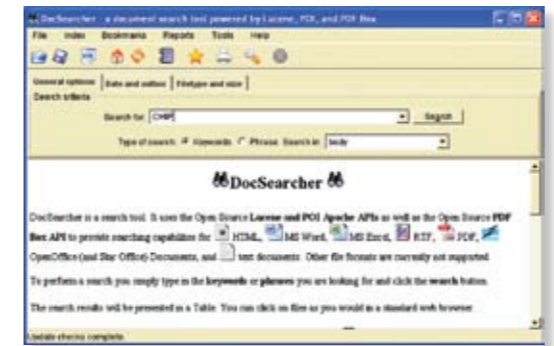 DocSearcher - a document search tool powered by Lucene, POI, and PDF Box
File Index Bookmarks Reports Tools Help
General options Date and author Filetype and size
Search criteria
Search for: CHIP Search
Type of search: Keywords Phrase Search in: body
DocSearcher
DocSearcher is a search tool. It uses the Open Source Lucene and POI Apache APIs as well as the Open Source PDF
Box API to provide searching capabilities for HTML, MS Word, MS Excel, RTF, PDF,
OpenOffice (and Star Office) Documents, and text documents. Other file formats are currently not supported.
To perform a search you simply type in the keywords or phrases you are looking for and click the search button.
The search results will be presented in a Table. You can click on files as you would in a standard web browser.
Update checks complete.